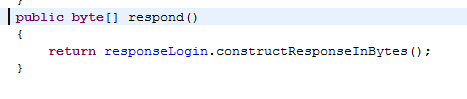 }
public byte[] respond()
{
    return responseLogin.constructResponseInBytes();
}